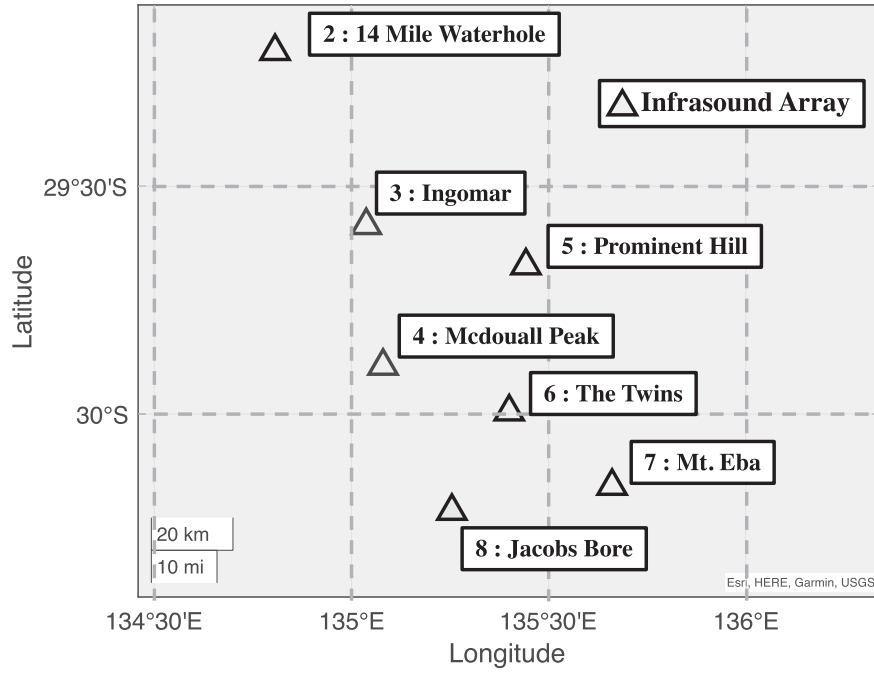 2 : 14 Mile Waterhole
Infrasound Array
29°30'S
3 : Ingomar
5 : Prominent Hill
Latitude
4 : Mcdouall Peak
6 : The Twins
30°S
7 : Mt. Eba
20 km
8 : Jacobs Bore
10 mi
Esri, HERE, Garmin, USGS
134°30'E
135°E
135°30'E
136°E
Longitude